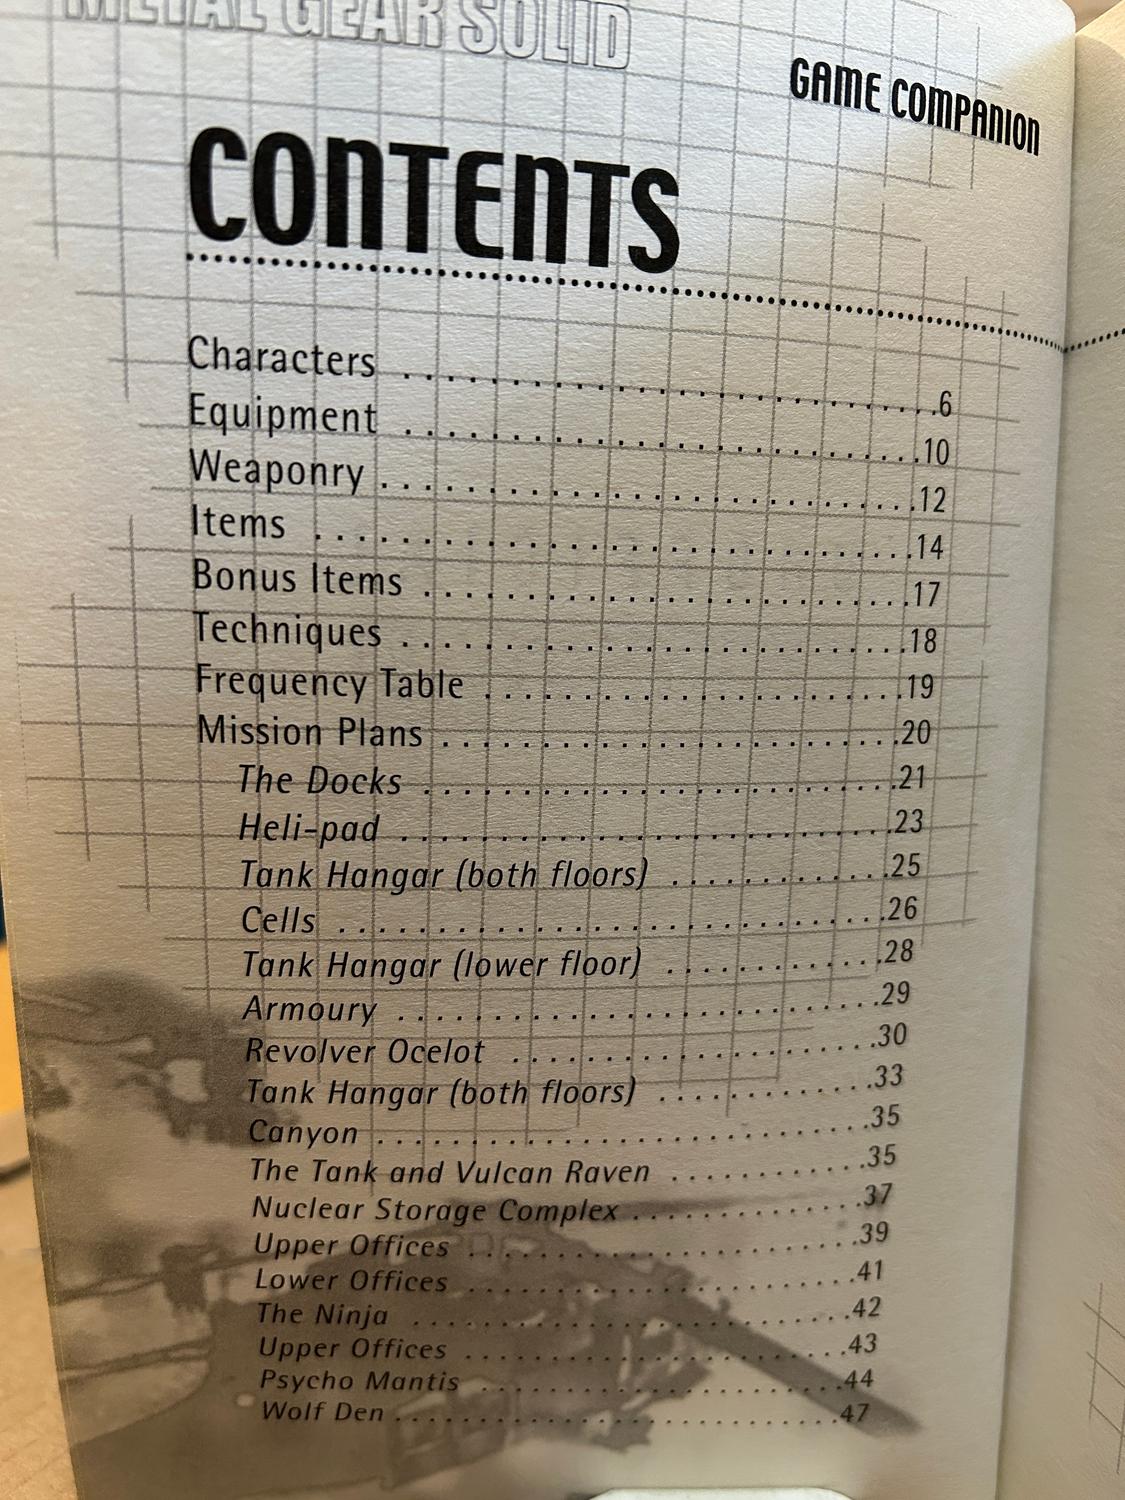 METAL GEAR SOLID
GAME COMPANION
CONTENTS
Characters . . . . . . . . . . . . . . . . . . . . . . . . .6
Equipment . . . . . . . . . . . . . . . . . . . . . . . .10
Weaponry . . . . . . . . . . . . . . . . . . . . . . . . .12
Items . . . . . . . . . . . . . . . . . . . . . . . . . . . .14
Bonus Items . . . . . . . . . . . . . . . . . . . . . . .17
Techniques . . . . . . . . . . . . . . . . . . . . . . . .18
Frequency Table . . . . . . . . . . . . . . . . . . . .19
Mission Plans . . . . . . . . . . . . . . . . . . . . . .20
The Docks . . . . . . . . . . . . . . . . . . . . . . .21
Heli-pad . . . . . . . . . . . . . . . . . . . . . . . .23
Tank Hangar (both floors) . . . . . . . . . . .25
Cells . . . . . . . . . . . . . . . . . . . . . . . . . . .26
Tank Hangar (lower floor) . . . . . . . . . . .28
Armoury . . . . . . . . . . . . . . . . . . . . . . . .29
Revolver Ocelot . . . . . . . . . . . . . . . . . .30
Tank Hangar (both floors) . . . . . . . . . . .33
Canyon . . . . . . . . . . . . . . . . . . . . . . . . .35
The Tank and Vulcan Raven . . . . . . . . . .35
Nuclear Storage Complex . . . . . . . . . . . .37
Upper Offices . . . . . . . . . . . . . . . . . . . .39
Lower Offices . . . . . . . . . . . . . . . . . . . .41
The Ninja . . . . . . . . . . . . . . . . . . . . . . .42
Upper Offices . . . . . . . . . . . . . . . . . . . .43
Psycho Mantis . . . . . . . . . . . . . . . . . . .44
Wolf Den . . . . . . . . . . . . . . . . . . . . . . .47